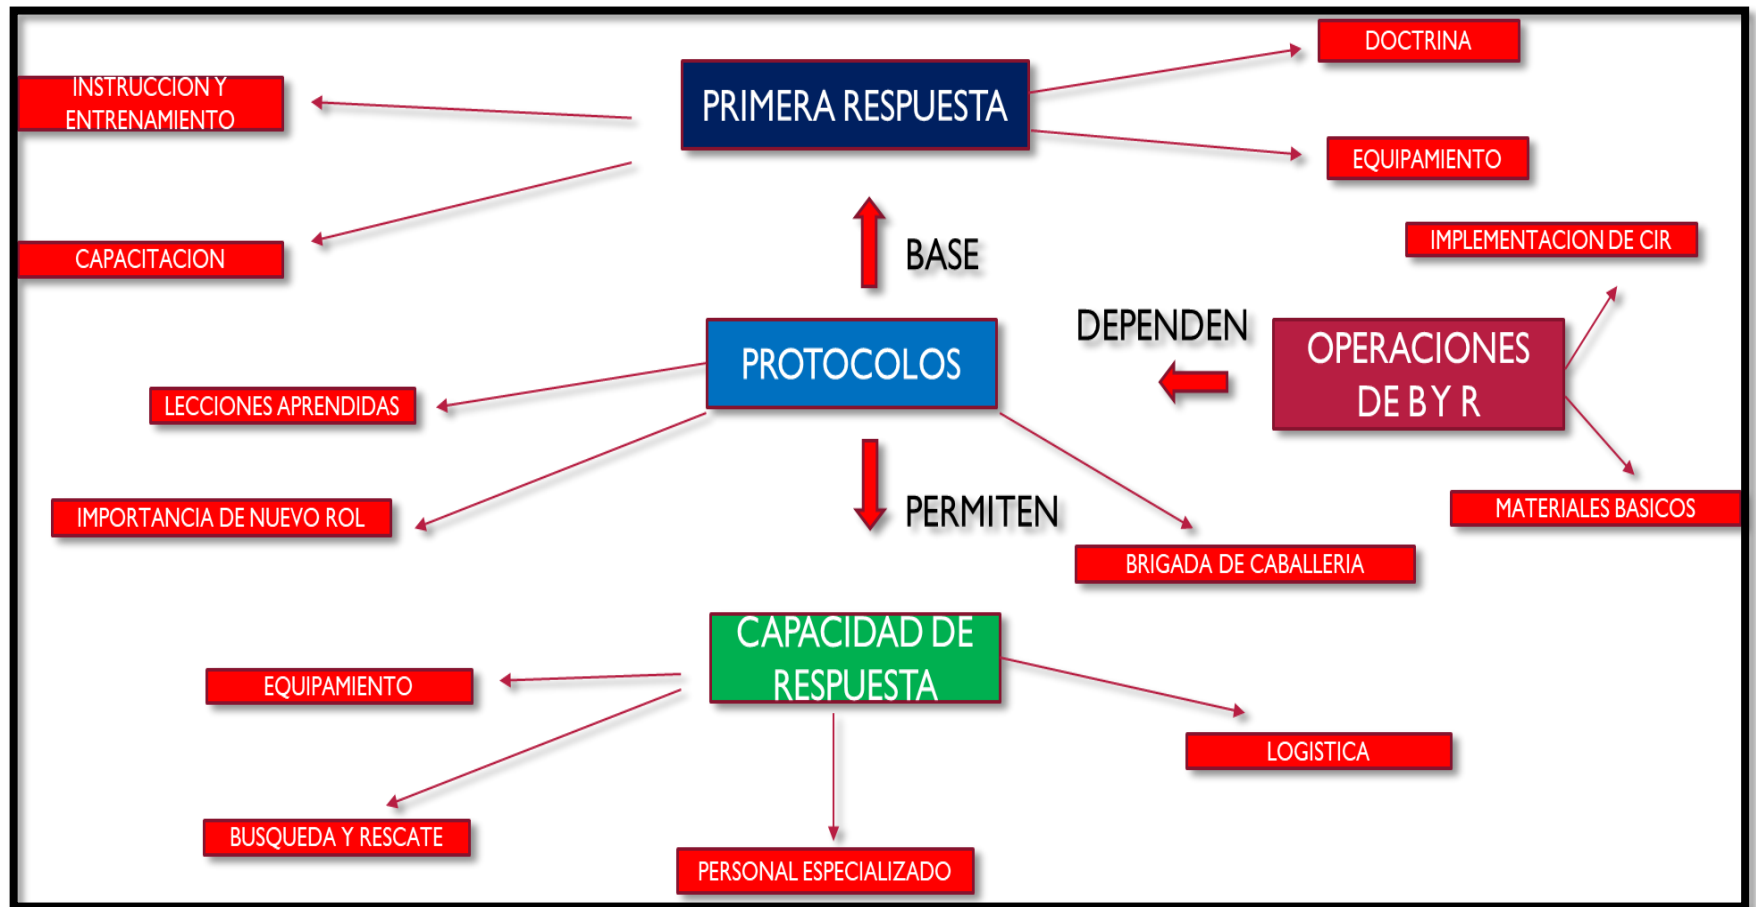 DOCTRINA
INSTRUCCION Y
ENTRENAMIENTO
PRIMERA RESPUESTA
EQUIPAMIENTO
CAPACITACION
BASE
IMPLEMENTACION DE CIR
DEPENDEN
PROTOCOLOS
OPERACIONES
DE B Y R
LECCIONES APRENDIDAS
IMPORTANCIA DE NUEVO ROL
PERMITEN
MATERIALES BASICOS
BRIGADA DE CABALLERIA
CAPACIDAD DE
RESPUESTA
EQUIPAMIENTO
LOGISTICA
BUSQUEDA Y RESCATE
PERSONAL ESPECIALIZADO